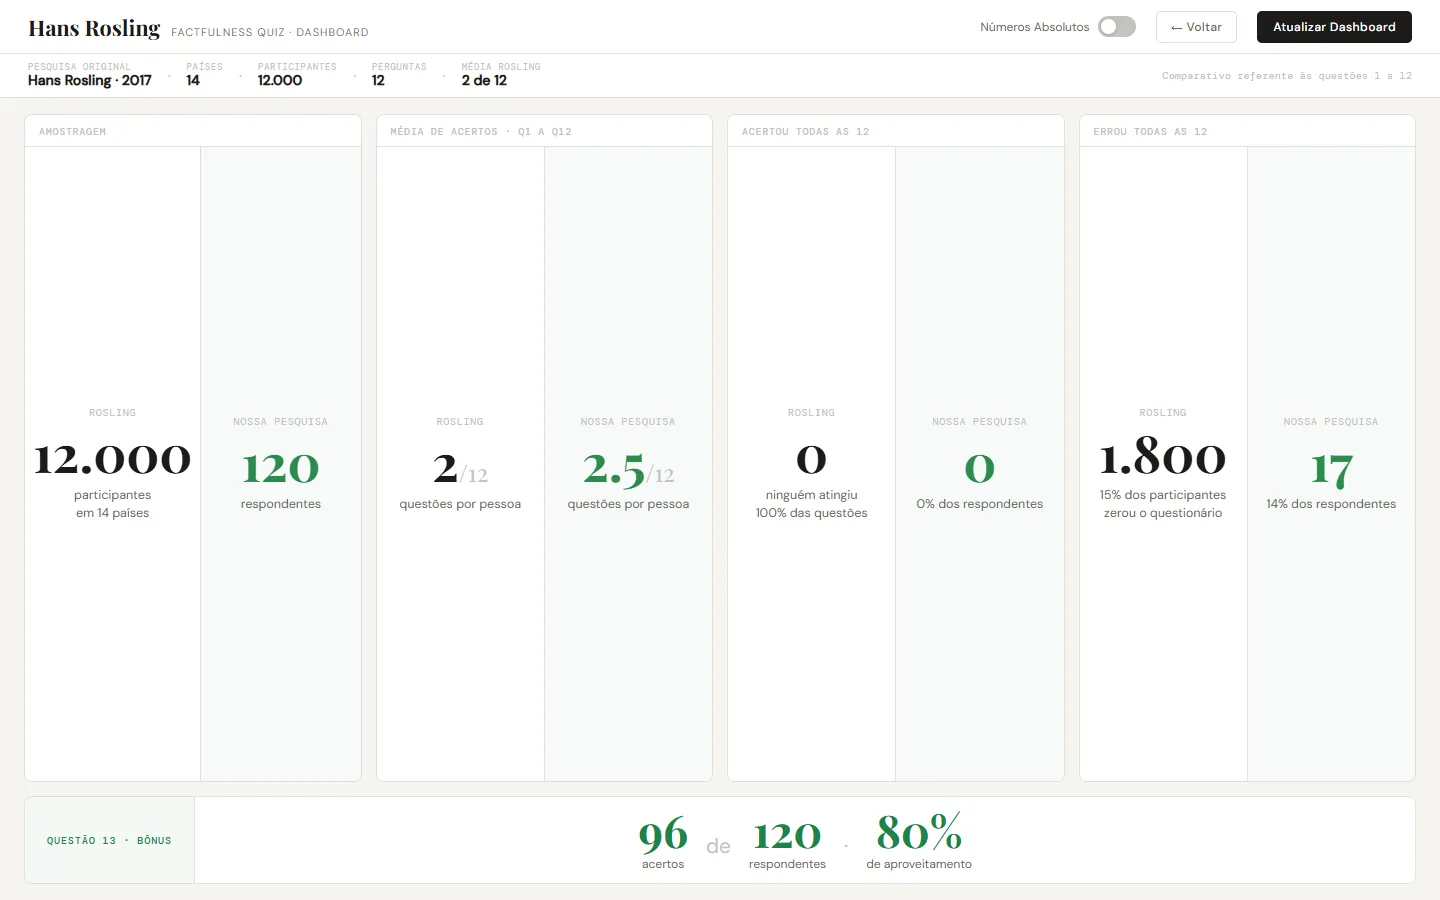 Hans Rosling FACTFULNESS QUIZ · DASHBOARD
Números Absolutos
← Voltar
Atualizar Dashboard
PESQUISA ORIGINAL
Hans Rosling · 2017
·
PAÍSES
14
·
PARTICIPANTES
12.000
·
PERGUNTAS
12
·
MÉDIA ROSLING
2 de 12
Comparativo referente às questões 1 a 12
AMOSTRAGEM
ROSLING
12.000
participantes
em 14 países
NOSSA PESQUISA
120
respondentes
MÉDIA DE ACERTOS · Q1 A Q12
ROSLING
2/12
questões por pessoa
NOSSA PESQUISA
2.5/12
questões por pessoa
ACERTOU TODAS AS 12
ROSLING
0
ninguém atingiu
100% das questões
NOSSA PESQUISA
0
0% dos respondentes
ERROU TODAS AS 12
ROSLING
1.800
15% dos participantes
zerou o questionário
NOSSA PESQUISA
17
14% dos respondentes
QUESTÃO 13 · BÔNUS
96
acertos
de
120
respondentes
·
80%
de aproveitamento